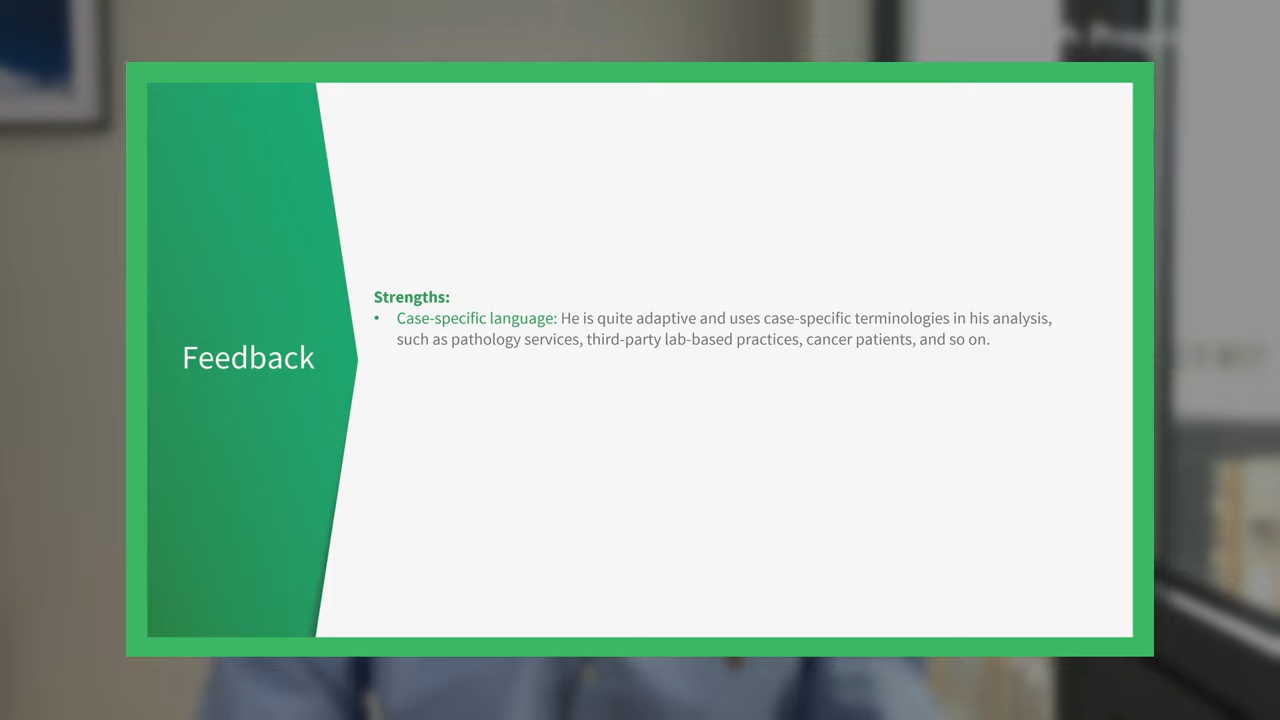 Feedback
Strengths:
• Case-specific language: He is quite adaptive and uses case-specific terminologies in his analysis,
such as pathology services, third-party lab-based practices, cancer patients, and so on.